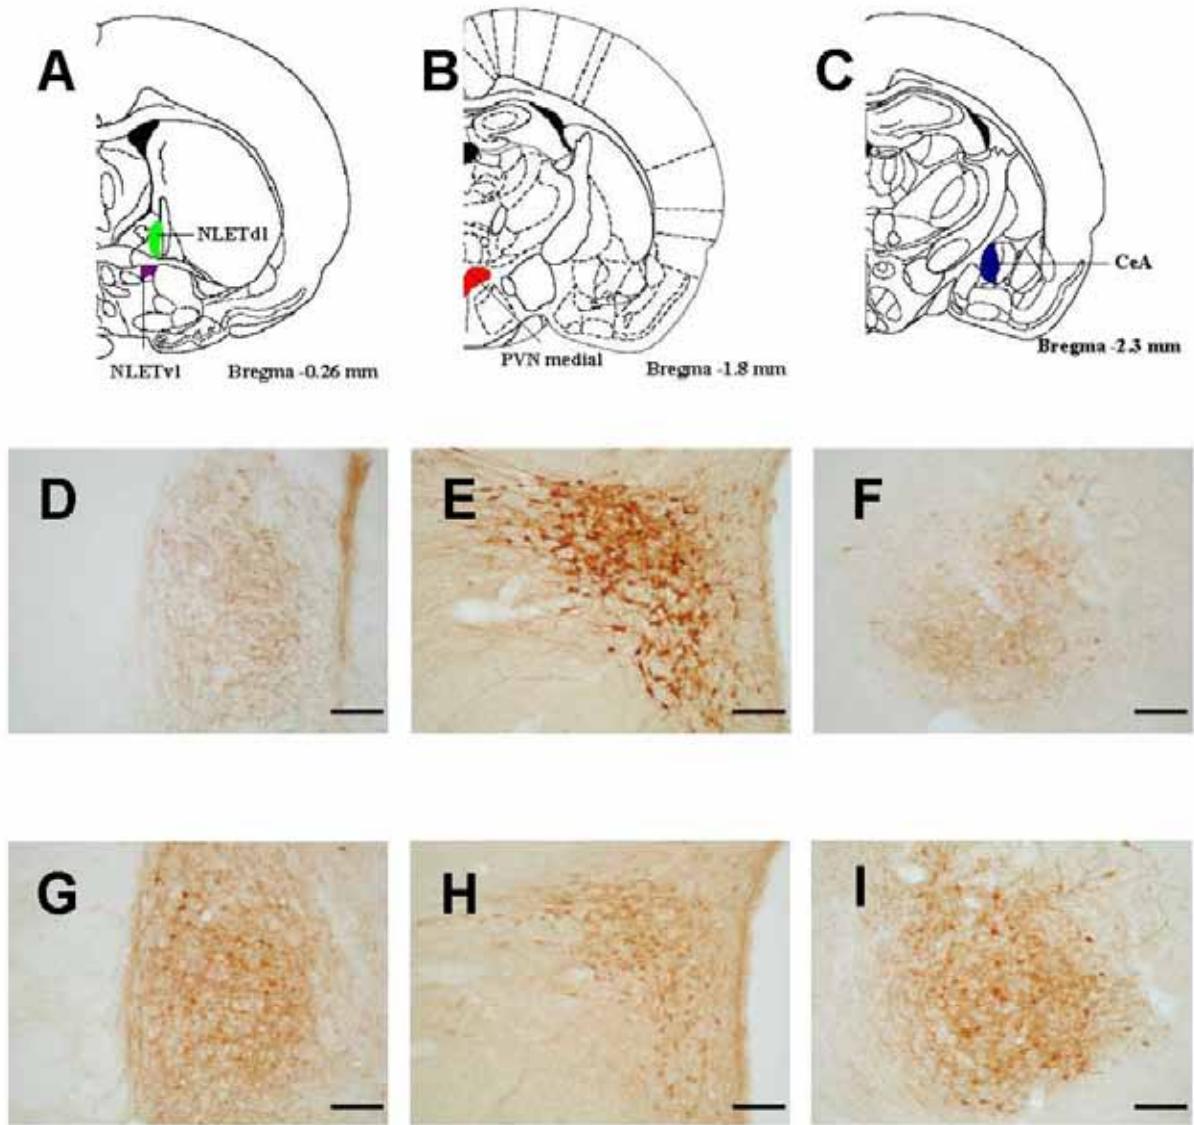 A
B
C
NLETdl
CeA
PVN medial
Bregma -2.3 mm
NLETvl
Bregma -0.26 mm
Bregma -1.8 mm
D
E
F
G
H
I